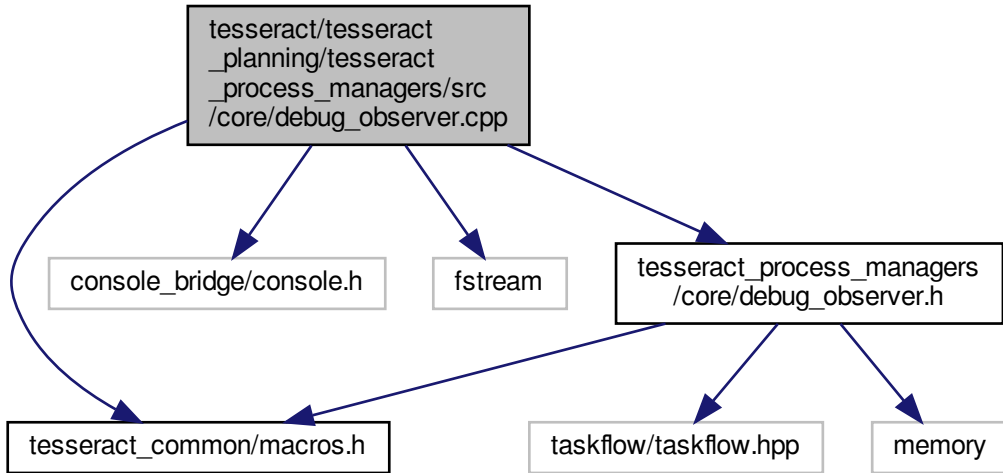 tesseract/tesseract
_planning/tesseract
_process_managers/src
/core/debug_observer.cpp
console_bridge/console.h
fstream
tesseract_process_managers
/core/debug_observer.h
tesseract_common/macros.h
taskflow/taskflow.hpp
memory